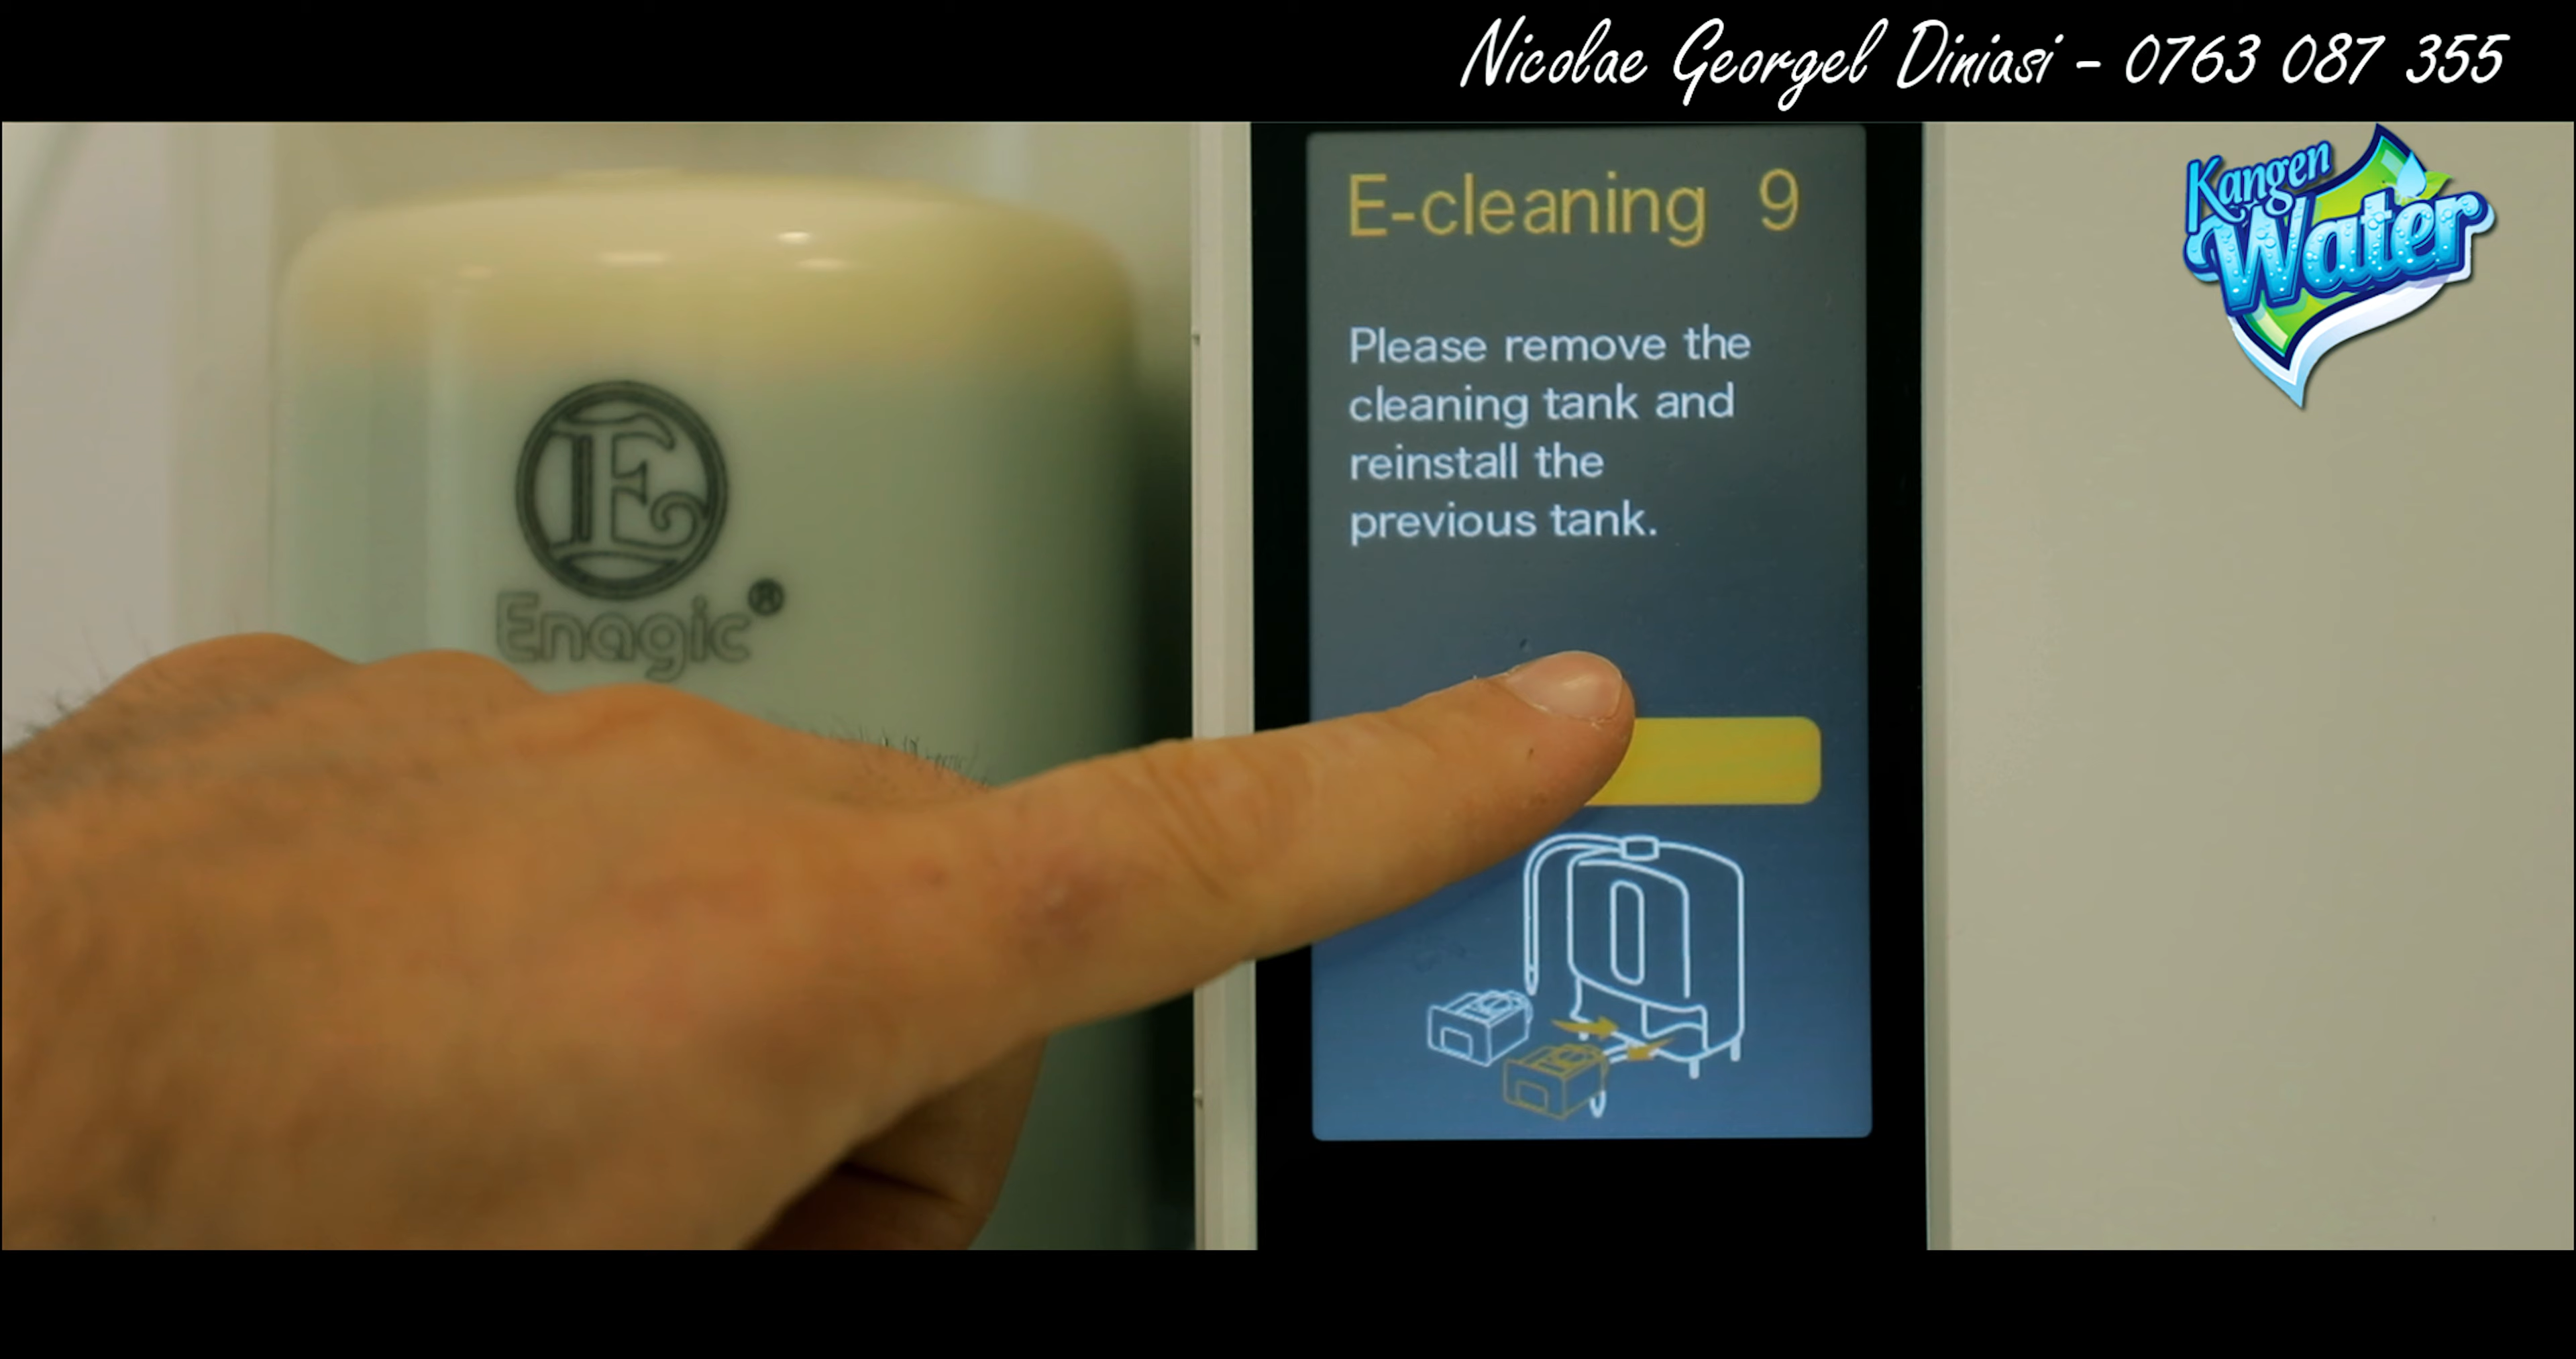 Nicolae Georgel Diniasi - 0763 087 355
Kangen
Water
E-cleaning 9
Please remove the
cleaning tank and
reinstall the
previous tank.
E
Enagic®